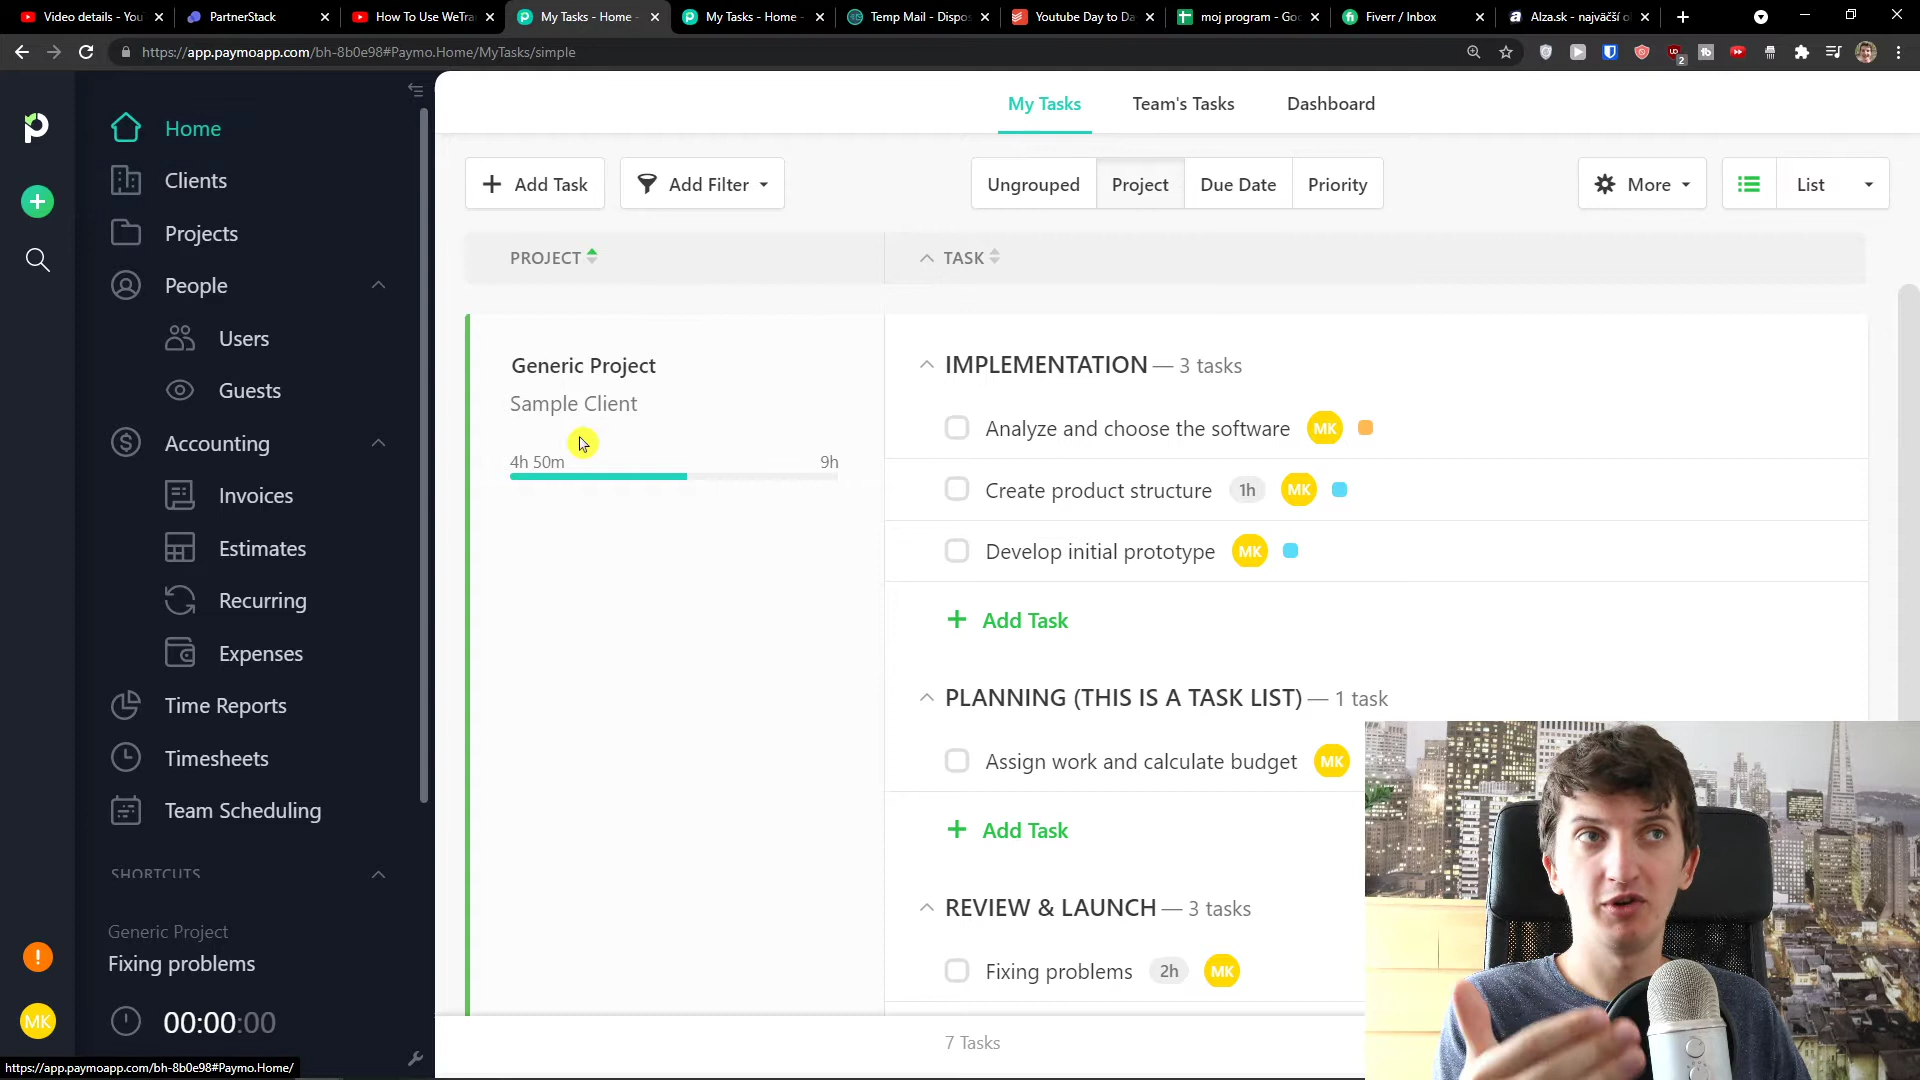 Video details - You
PartnerStack
How To Use WeTra
My Tasks - Home -
My Tasks - Home -
Temp Mail - Dispos
Youtube Day to Da
moj program - Goo
Fiverr / Inbox
Alza.sk - najväčší o
https://app.paymoapp.com/bh-8b0e98#Paymo.Home/MyTasks/simple
2
Home
Clients
Projects
People
Users
Guests
Accounting
Invoices
Estimates
Recurring
Expenses
Time Reports
Timesheets
Team Scheduling
SHORTCUTS
Generic Project
Fixing problems
MK
00:00:00
https://app.paymoapp.com/bh-8b0e98#Paymo.Home/
My Tasks
Team's Tasks
Dashboard
Add Task
Add Filter
Ungrouped
Project
Due Date
Priority
More
List
PROJECT
TASK
Generic Project
Sample Client
4h 50m
9h
IMPLEMENTATION — 3 tasks
Analyze and choose the software MK
Create product structure 1h MK
Develop initial prototype MK
+ Add Task
PLANNING (THIS IS A TASK LIST) — 1 task
Assign work and calculate budget MK
+ Add Task
REVIEW & LAUNCH — 3 tasks
Fixing problems 2h MK
7 Tasks